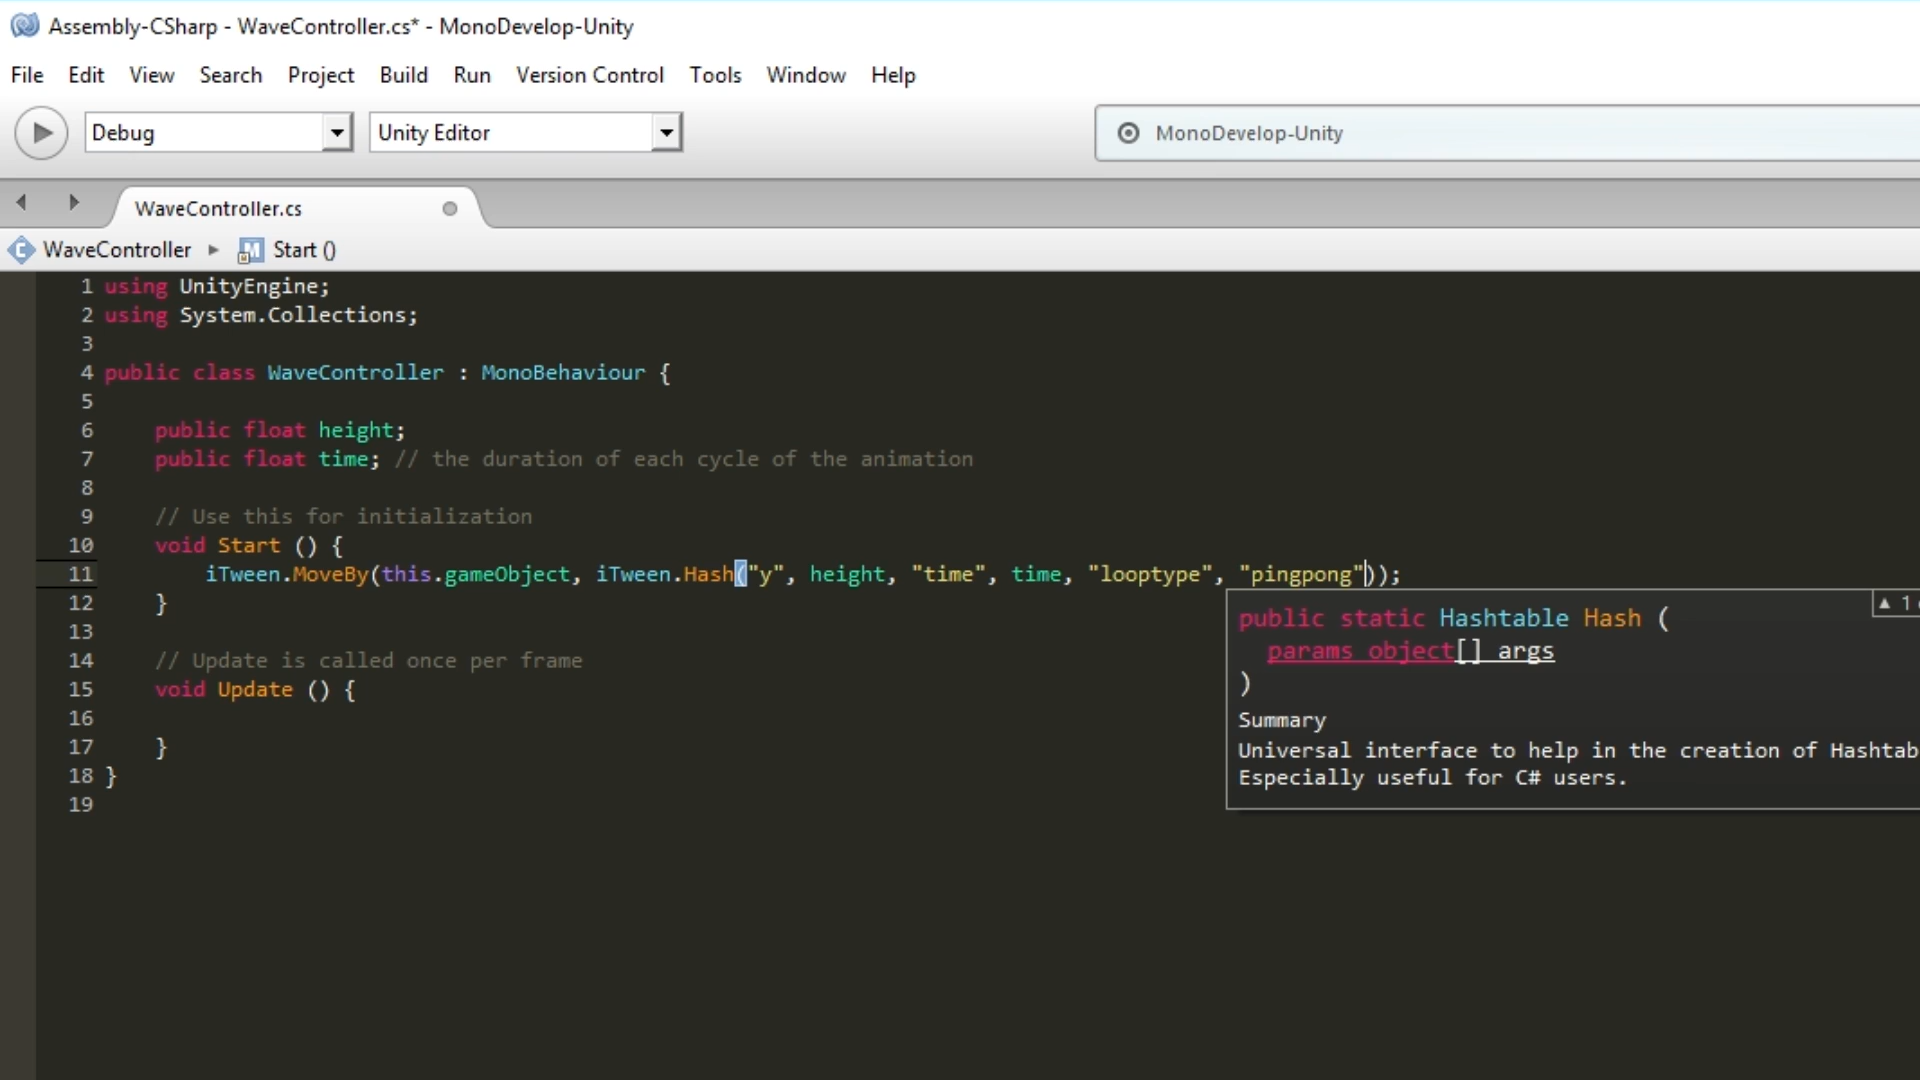 Assembly-CSharp - WaveController.cs* - MonoDevelop-Unity
File Edit View Search Project Build Run Version Control Tools Window Help
Debug Unity Editor MonoDevelop-Unity
WaveController.cs
WaveController Start ()
1 using UnityEngine;
2 using System.Collections;
3
4 public class WaveController : MonoBehaviour {
5
6 public float height;
7 public float time; // the duration of each cycle of the animation
8
9 // Use this for initialization
10 void Start () {
11 iTween.MoveBy(this.gameObject, iTween.Hash("y", height, "time", time, "looptype", "pingpong"));
12 }
13
14 // Update is called once per frame
15 void Update () {
16
17 }
18 }
19
▲ 1
public static Hashtable Hash (
params object[] args
)
Summary
Universal interface to help in the creation of Hashtab
Especially useful for C# users.